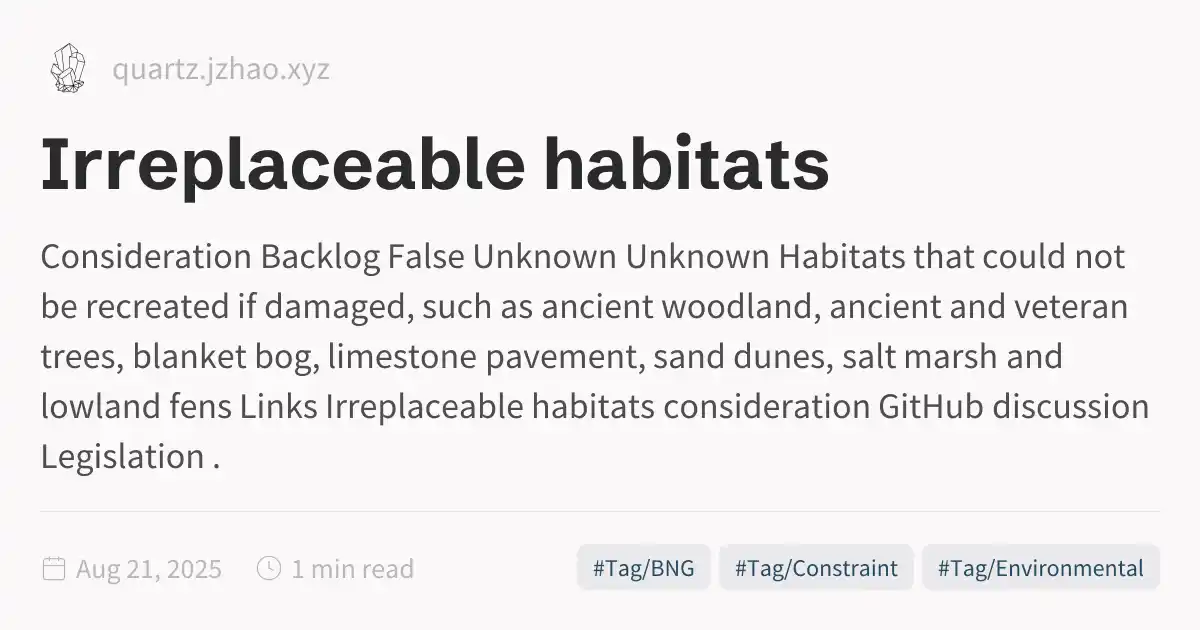 quartz.jzhao.xyz
Irreplaceable habitats
Consideration Backlog False Unknown Unknown Habitats that could not
be recreated if damaged, such as ancient woodland, ancient and veteran
trees, blanket bog, limestone pavement, sand dunes, salt marsh and
lowland fens Links Irreplaceable habitats consideration GitHub discussion
Legislation .
Aug 21, 2025 1 min read #Tag/BNG #Tag/Constraint #Tag/Environmental